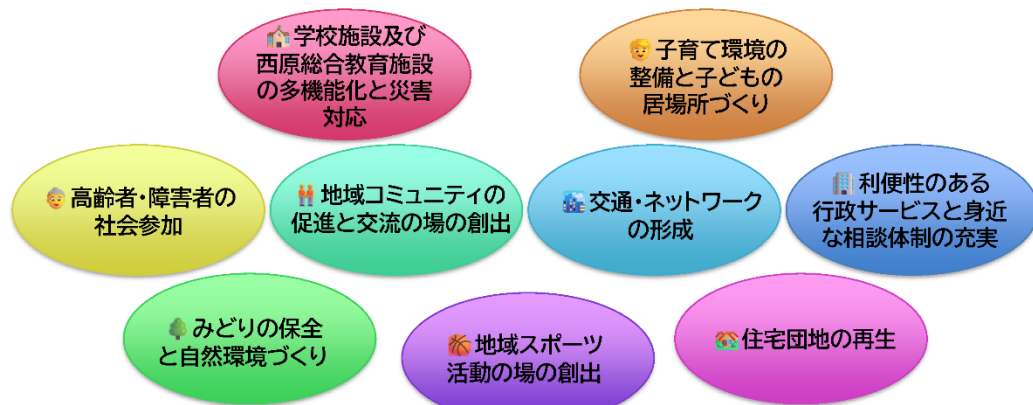 学校施設及び
西原総合教育施設
の多機能化と災害
対応
子育て環境の
整備と子どもの
居場所づくり
高齢者・障害者の
社会参加
地域コミュニティの
促進と交流の場の創出
交通・ネットワーク
の形成
利便性のある
行政サービスと身近
な相談体制の充実
みどりの保全
と自然環境づくり
地域スポーツ
活動の場の創出
住宅団地の再生